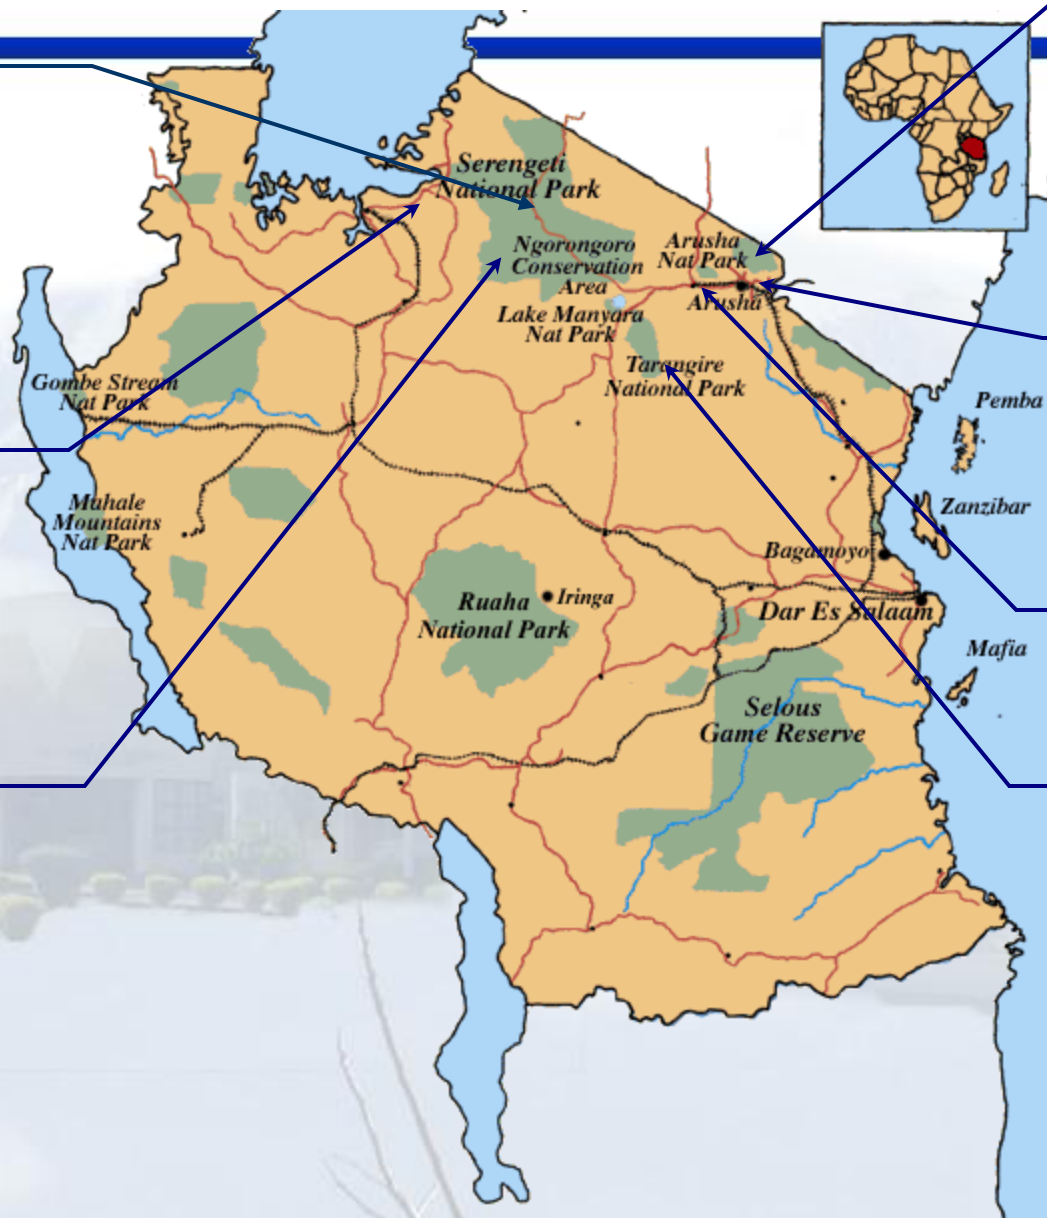 Serengeti
National Park
Ngorongoro
Conservation
Area
Arusha
Nat Park
Arusha
Lake Manyara
Nat Park
Tarangire
National Park
Gombe Stream
Nat Park
Pemba
Muhale
Mountains
Nat Park
Zanzibar
Bagamoyo
Iringa
Ruaha
National Park
Dar Es Salaam
Mafia
Selous
Game Reserve